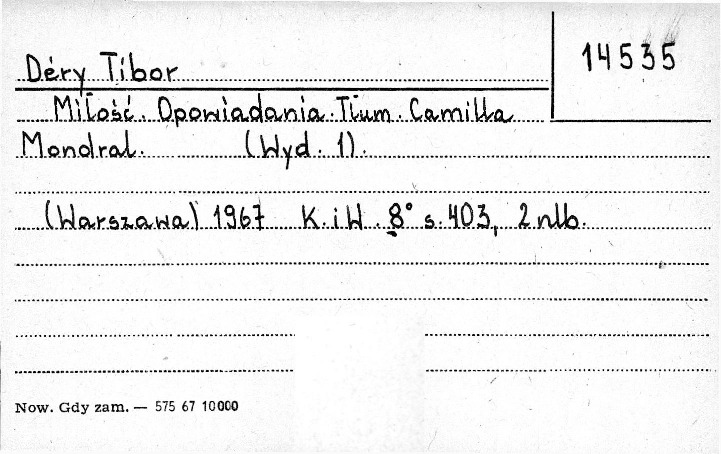 14535
Déry Tibor
Miłość. Opowiadania. Tłum. Camilla
Mondral. (Wyd. 1).
(Warszawa) 1967 K. i W. 8° s. 403, 2 nlb.
Now. Gdy zam. — 575 67 10000